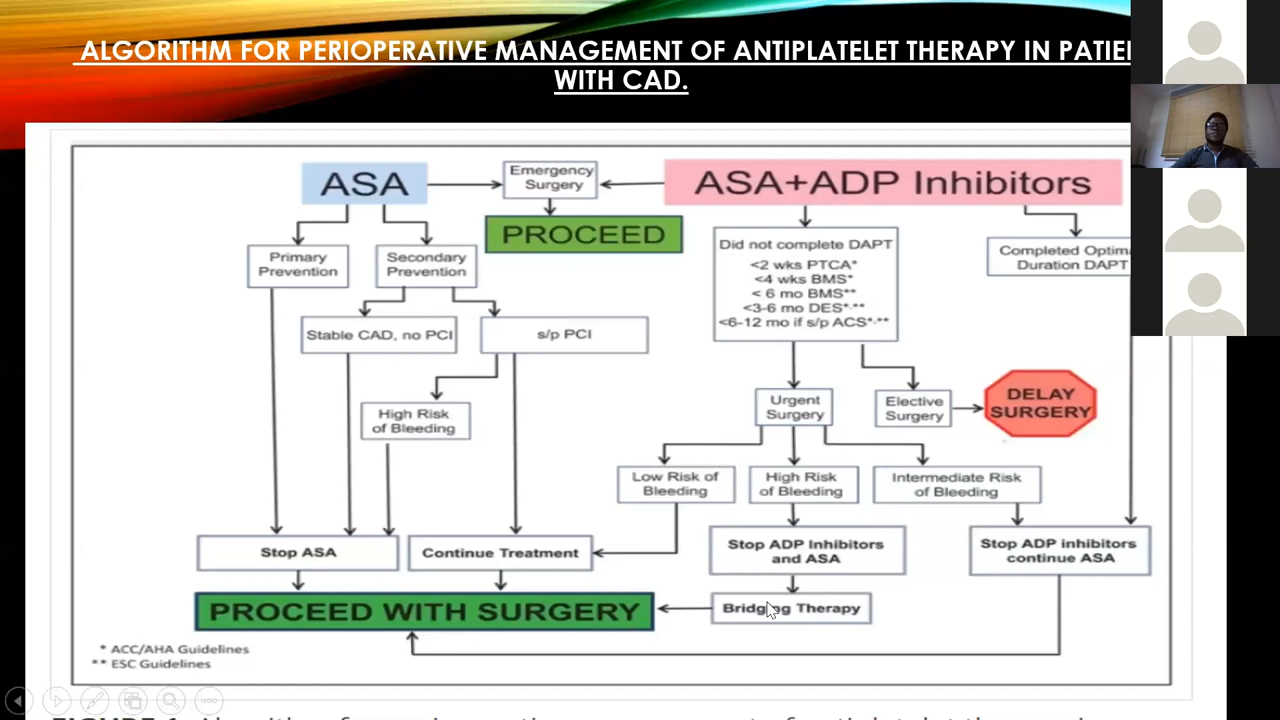 ALGORITHM FOR PERIOPERATIVE MANAGEMENT OF ANTIPLATELET THERAPY IN
WITH CAD.
ASA
Emergency
Surgery
ASA+ADP Inhibitors
PROCEED
Primary
Prevention
Secondary
Prevention
Did not complete DAPT
<2 wks PTCA*
<4 wks BMS*
< 6 mo BMS**
<3-6 mo DES*·**
<6-12 mo if s/p ACS*·**
Completed
Duration DAPT
Stable CAD, no PCI
s/p PCI
High Risk
of Bleeding
Urgent
Surgery
Elective
Surgery
DELAY
SURGERY
Low Risk of
Bleeding
High Risk
of Bleeding
Intermediate Risk
of Bleeding
Stop ASA
Continue Treatment
Stop ADP Inhibitors
and ASA
Stop ADP inhibitors
continue ASA
PROCEED WITH SURGERY
Bridging Therapy
* ACC/AHA Guidelines
** ESC Guidelines